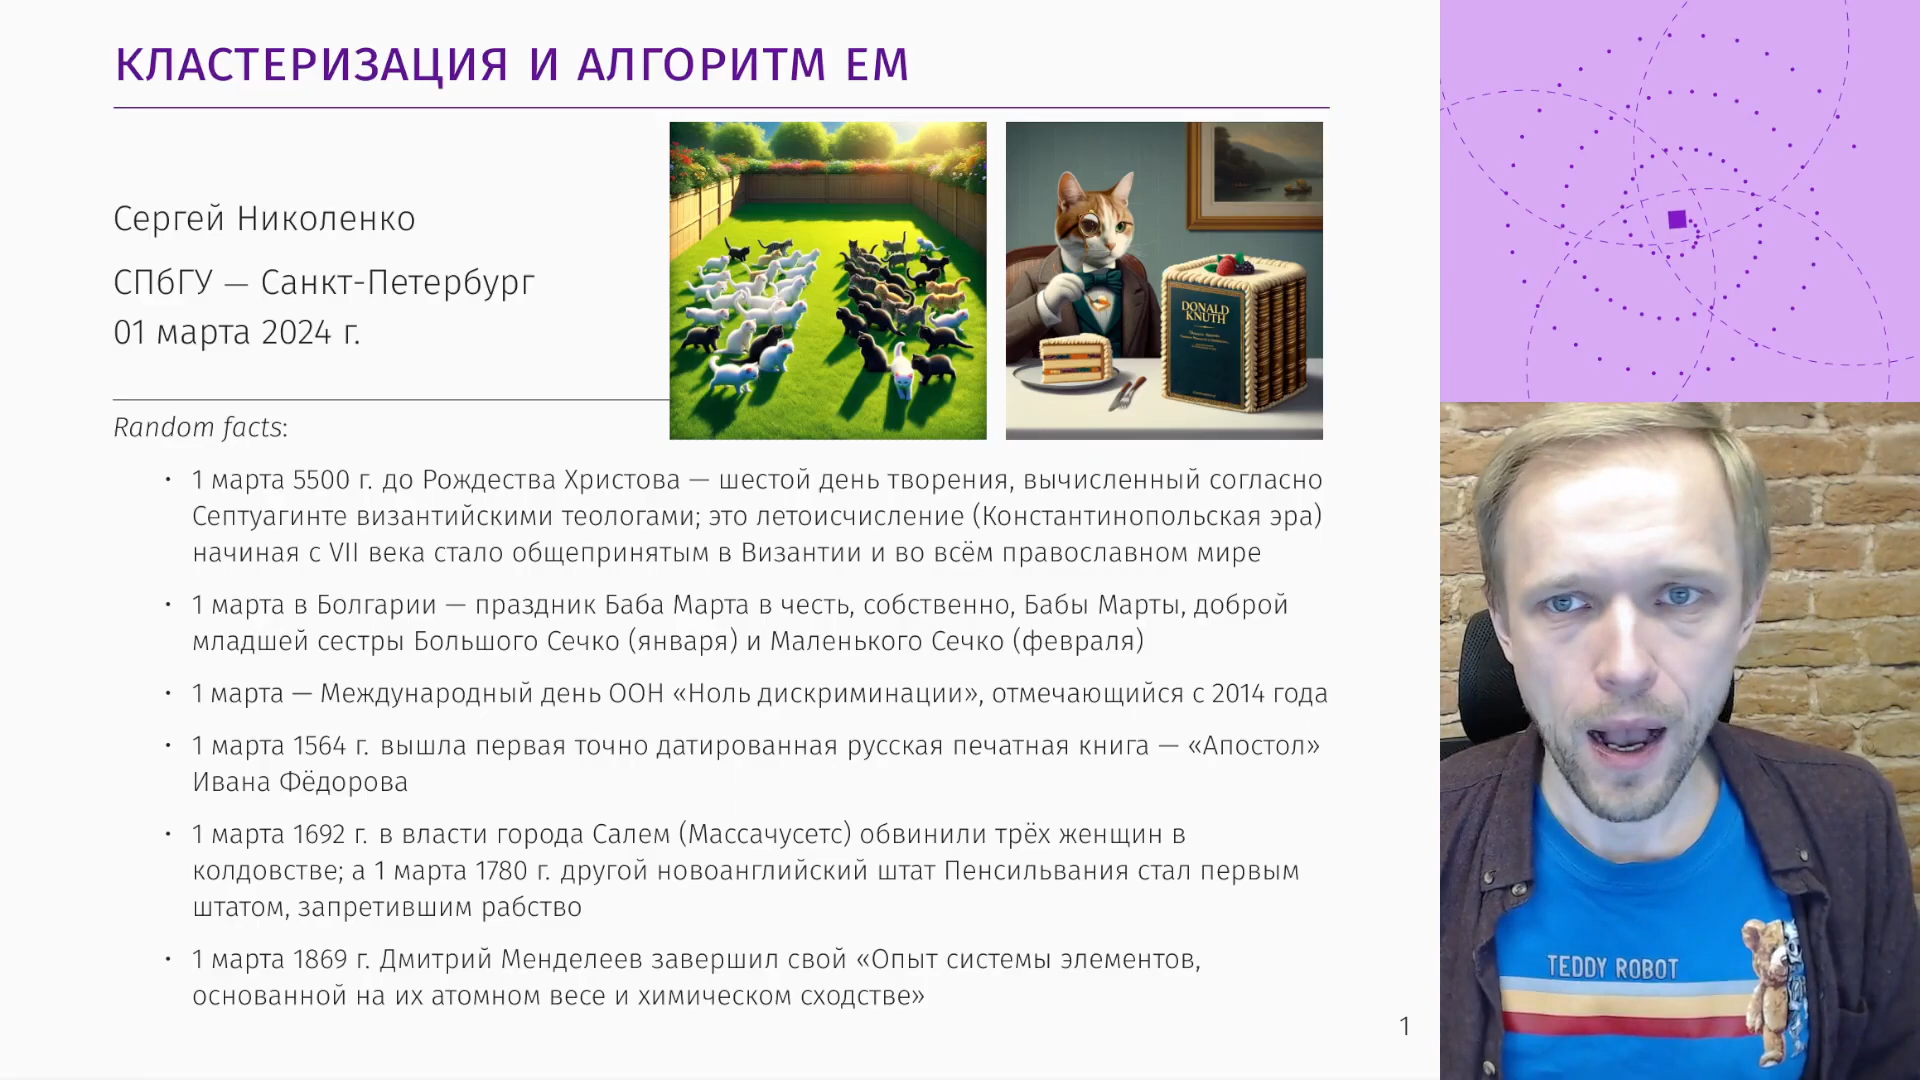 КЛАСТЕРИЗАЦИЯ И АЛГОРИТМ EM
Сергей Николенко
СПбГУ — Санкт-Петербург
01 марта 2024 г.
DONALD
KNUTH
Random facts:
· 1 марта 5500 г. до Рождества Христова — шестой день творения, вычисленный согласно
Септуагинте византийскими теологами; это летоисчисление (Константинопольская эра)
начиная с VII века стало общепринятым в Византии и во всём православном мире
· 1 марта в Болгарии — праздник Баба Марта в честь, собственно, Бабы Марты, доброй
младшей сестры Большого Сечко (января) и Маленького Сечко (февраля)
· 1 марта — Международный день ООН «Ноль дискриминации», отмечающийся с 2014 года
· 1 марта 1564 г. вышла первая точно датированная русская печатная книга — «Апостол»
Ивана Фёдорова
· 1 марта 1692 г. в власти города Салем (Массачусетс) обвинили трёх женщин в
колдовстве; а 1 марта 1780 г. другой новоанглийский штат Пенсильвания стал первым
штатом, запретившим рабство
· 1 марта 1869 г. Дмитрий Менделеев завершил свой «Опыт системы элементов,
основанной на их атомном весе и химическом сходстве»
1
TEDDY ROBOT